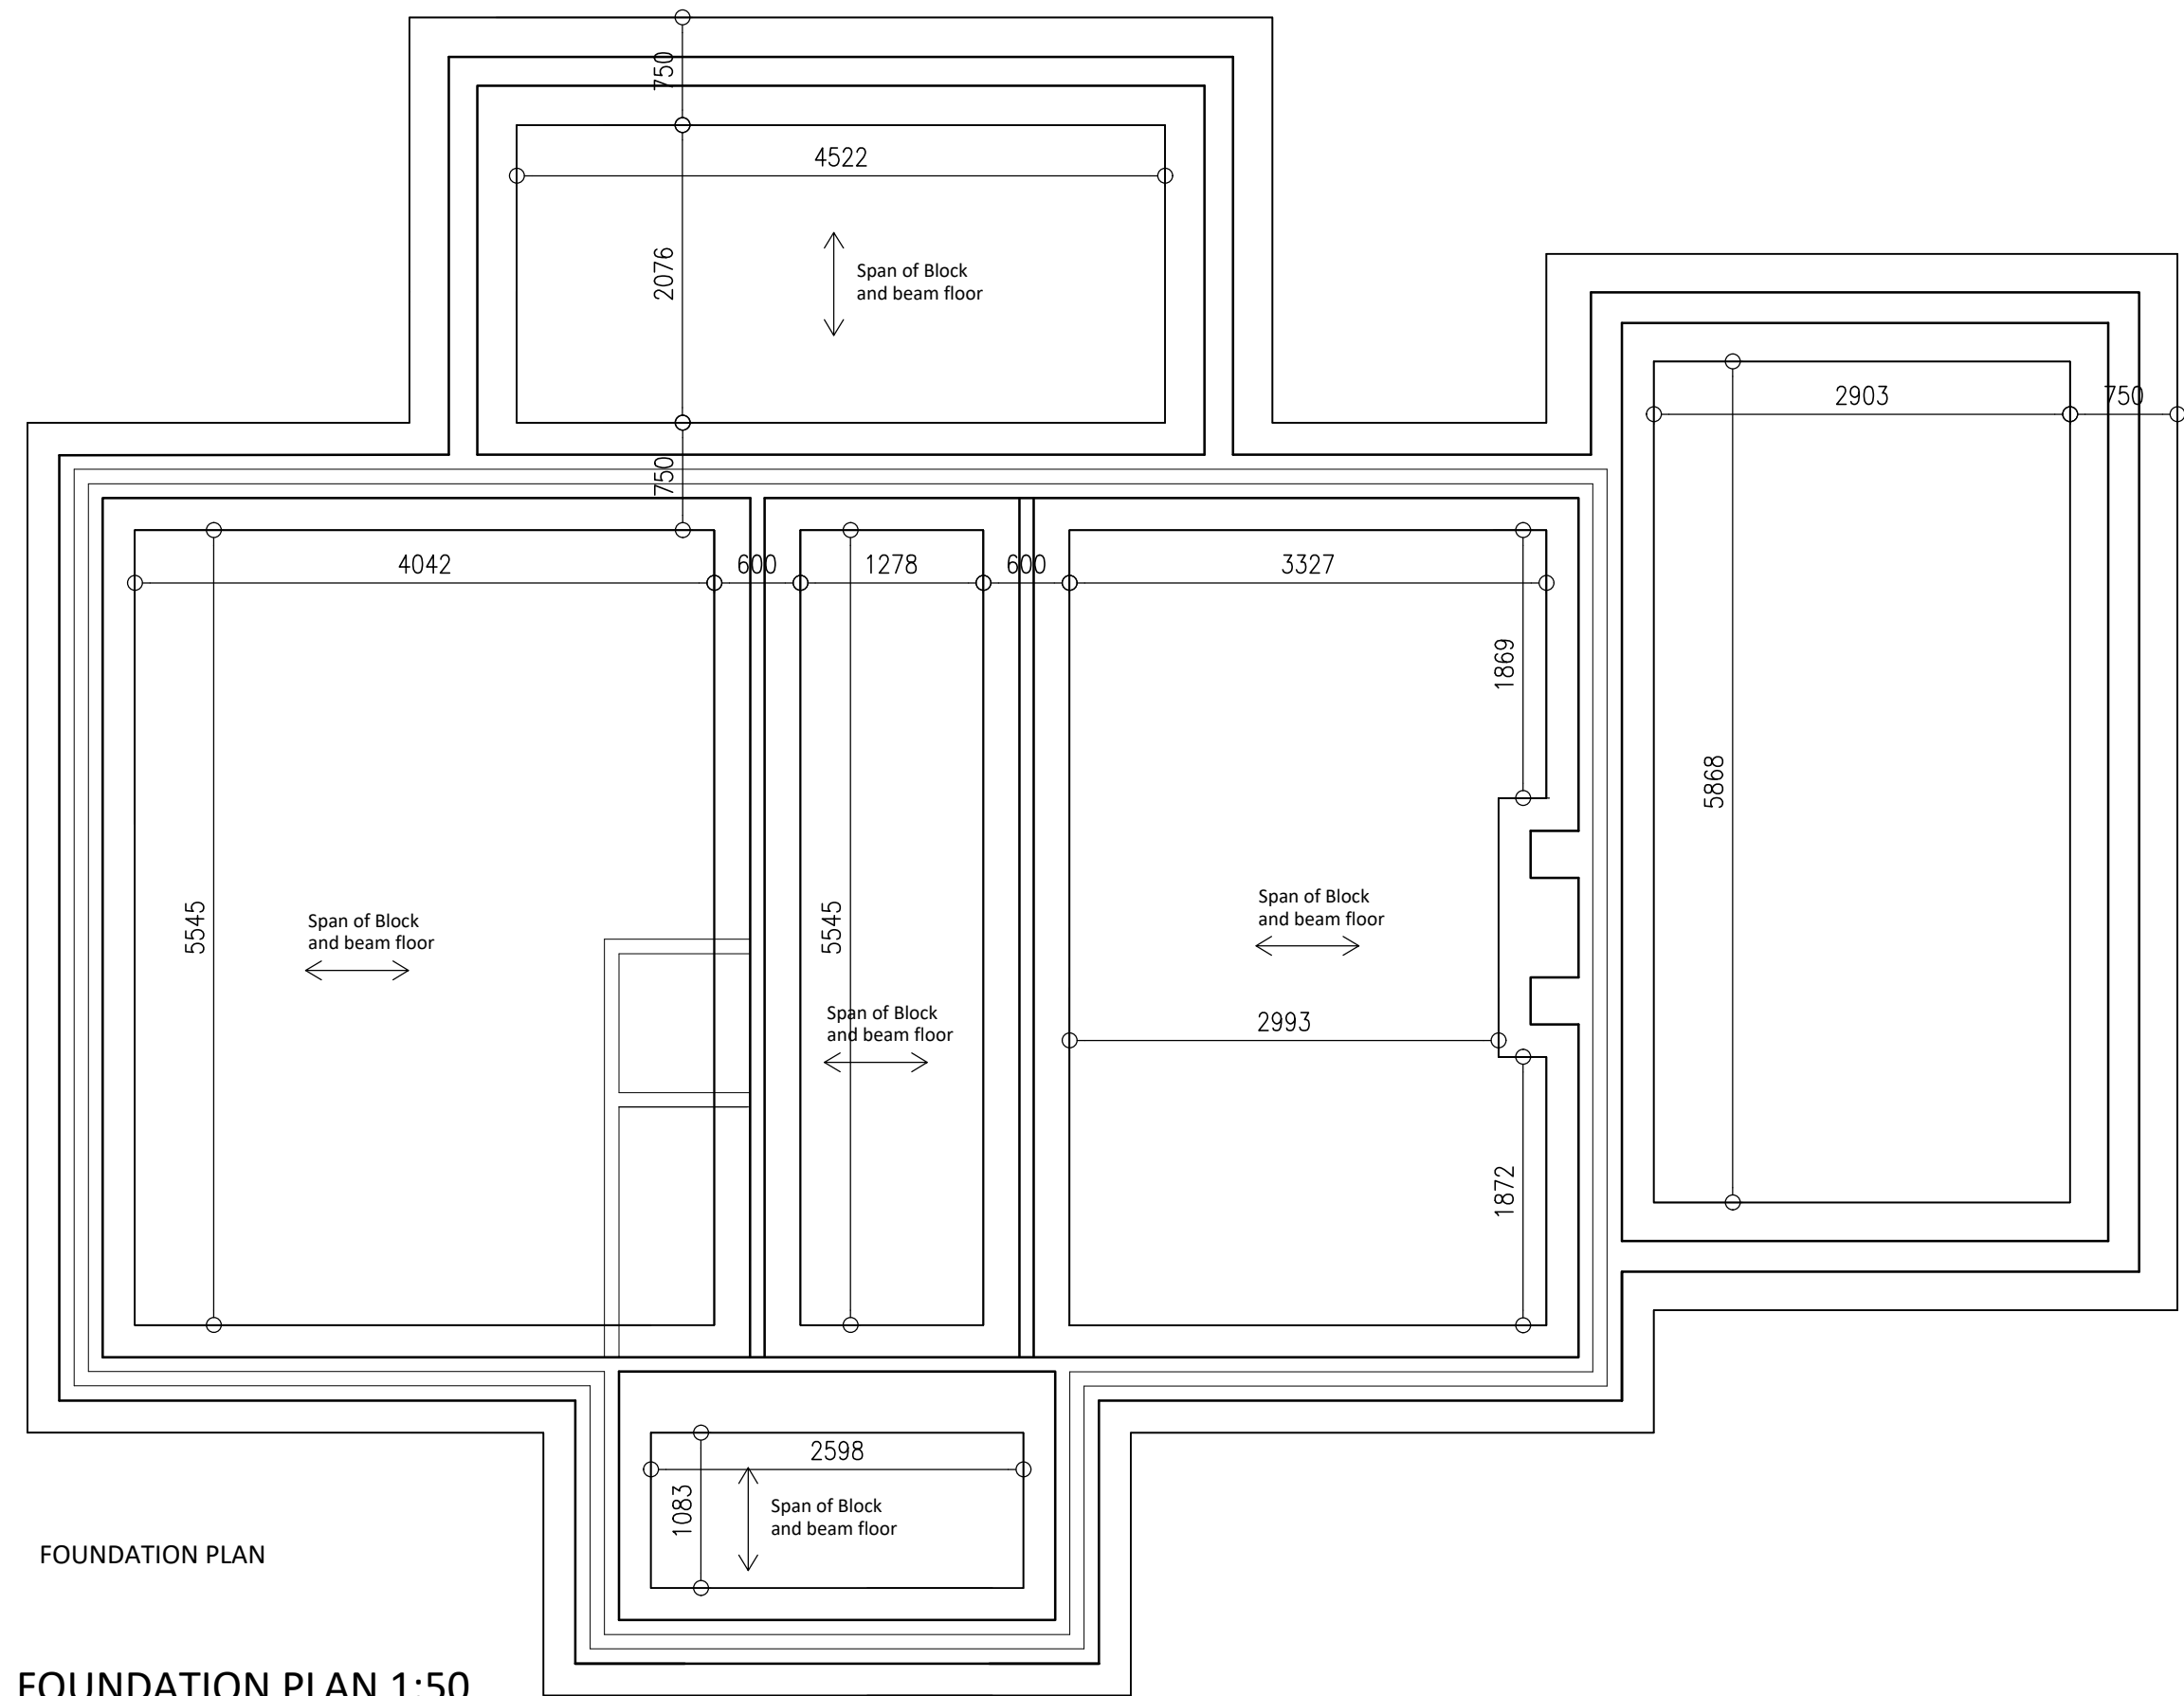 750
4522
2076
Span of Block
and beam floor
2903
750
750
4042
600
1278
600
3327
1869
5868
5545
Span of Block
and beam floor
5545
Span of Block
and beam floor
Span of Block
and beam floor
2993
1872
2598
1083
Span of Block
and beam floor
FOUNDATION PLAN
FOUNDATION PLAN 1:50